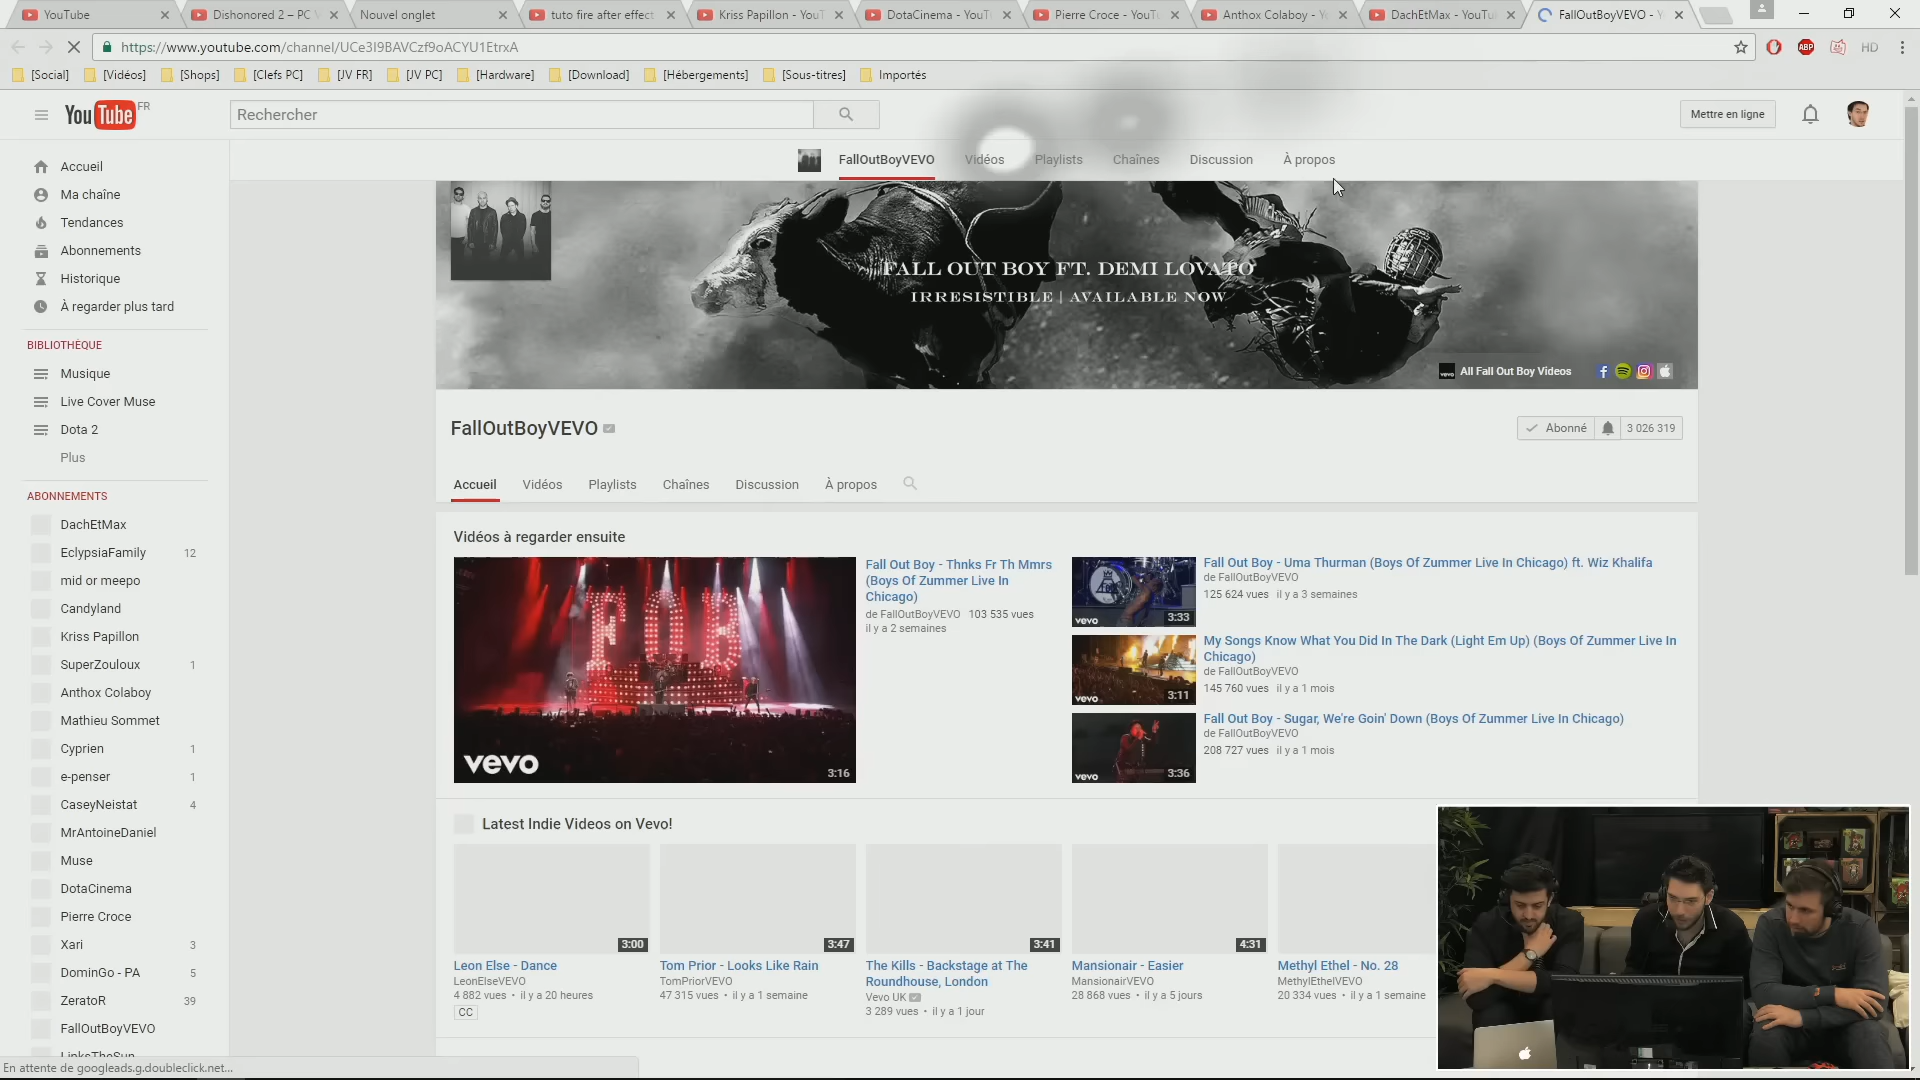 YouTube
Dishonored 2 – PC
Nouvel onglet
tuto fire after effect
Kriss Papillon - YouT
DotaCinema - YouT
Pierre Croce - YouTu
Anthox Colaboy - Y
DachEtMax - YouTu
FallOutBoyVEVO - Y
https://www.youtube.com/channel/UCe3I9BAVCzf9oACYU1EtrxA
ABP
HD
[Social]
[Vidéos]
[Shops]
[Clefs PC]
[JV FR]
[JV PC]
[Hardware]
[Download]
[Hébergements]
[Sous-titres]
Importés
YouTube FR
Rechercher
Mettre en ligne
FallOutBoyVEVO
Vidéos
Playlists
Chaînes
Discussion
À propos
Accueil
Ma chaîne
Tendances
Abonnements
Historique
À regarder plus tard
BIBLIOTHÈQUE
Musique
Live Cover Muse
Dota 2
Plus
ABONNEMENTS
DachEtMax
EclypsiaFamily 12
mid or meepo
Candyland
Kriss Papillon
SuperZouloux 1
Anthox Colaboy
Mathieu Sommet
Cyprien 1
e-penser 1
CaseyNeistat 4
MrAntoineDaniel
Muse
DotaCinema
Pierre Croce
Xari 3
DominGo - PA 5
ZeratoR 39
FallOutBoyVEVO
LinksTheSun
FALL OUT BOY FT. DEMI LOVATO
IRRESISTIBLE | AVAILABLE NOW
vevo All Fall Out Boy Videos
FallOutBoyVEVO
Abonné 3 026 319
Accueil
Vidéos
Playlists
Chaînes
Discussion
À propos
Vidéos à regarder ensuite
FOB
vevo
3:16
Fall Out Boy - Thnks Fr Th Mmrs
(Boys Of Zummer Live In
Chicago)
de FallOutBoyVEVO 103 535 vues
il y a 2 semaines
vevo
3:33
Fall Out Boy - Uma Thurman (Boys Of Zummer Live In Chicago) ft. Wiz Khalifa
de FallOutBoyVEVO
125 624 vues il y a 3 semaines
vevo
3:11
My Songs Know What You Did In The Dark (Light Em Up) (Boys Of Zummer Live In
Chicago)
de FallOutBoyVEVO
145 760 vues il y a 1 mois
vevo
3:36
Fall Out Boy - Sugar, We're Goin' Down (Boys Of Zummer Live In Chicago)
de FallOutBoyVEVO
208 727 vues il y a 1 mois
Latest Indie Videos on Vevo!
3:00
Leon Else - Dance
LeonElseVEVO
4 882 vues • il y a 20 heures
CC
3:47
Tom Prior - Looks Like Rain
TomPriorVEVO
47 315 vues • il y a 1 semaine
3:41
The Kills - Backstage at The
Roundhouse, London
Vevo UK
3 289 vues • il y a 1 jour
4:31
Mansionair - Easier
MansionairVEVO
28 868 vues • il y a 5 jours
Methyl Ethel - No. 28
MethylEthelVEVO
20 334 vues • il y a 1 semaine
En attente de googleads.g.doubleclick.net...